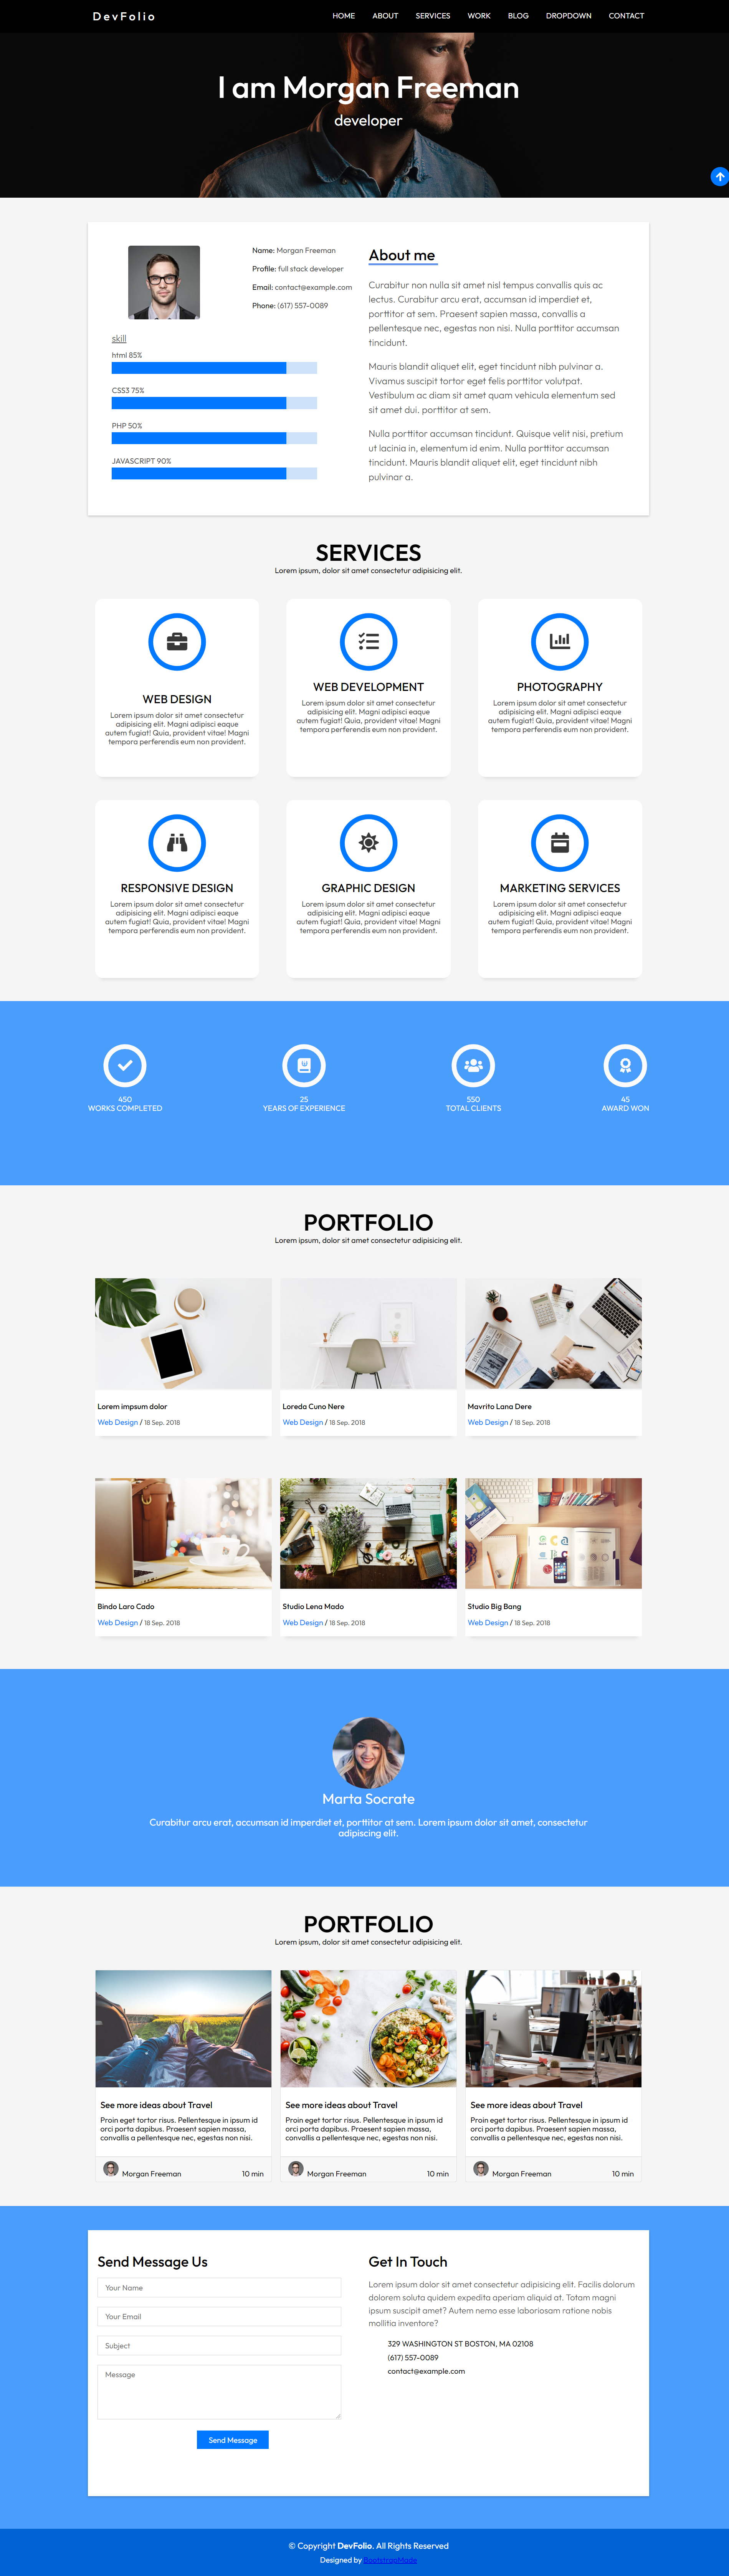 DevFolio
HOME ABOUT SERVICES WORK BLOG DROPDOWN CONTACT
I am Morgan Freeman
developer
Name: Morgan Freeman
Profile: full stack developer
Email: contact@example.com
Phone: (617) 557-0089
skill
html 85%
CSS3 75%
PHP 50%
JAVASCRIPT 90%
About me
Curabitur non nulla sit amet nisl tempus convallis quis ac
lectus. Curabitur arcu erat, accumsan id imperdiet et,
porttitor at sem. Praesent sapien massa, convallis a
pellentesque nec, egestas non nisi. Nulla porttitor accumsan
tincidunt.
Mauris blandit aliquet elit, eget tincidunt nibh pulvinar a.
Vivamus suscipit tortor eget felis porttitor volutpat.
Vestibulum ac diam sit amet quam vehicula elementum sed
sit amet dui. porttitor at sem.
Nulla porttitor accumsan tincidunt. Quisque velit nisi, pretium
ut lacinia in, elementum id enim. Nulla porttitor accumsan
tincidunt. Mauris blandit aliquet elit, eget tincidunt nibh
pulvinar a.
SERVICES
Lorem ipsum, dolor sit amet consectetur adipisicing elit.
WEB DESIGN
Lorem ipsum dolor sit amet consectetur
adipisicing elit. Magni adipisci eaque
autem fugiat! Quia, provident vitae! Magni
tempora perferendis eum non provident.
WEB DEVELOPMENT
Lorem ipsum dolor sit amet consectetur
adipisicing elit. Magni adipisci eaque
autem fugiat! Quia, provident vitae! Magni
tempora perferendis eum non provident.
PHOTOGRAPHY
Lorem ipsum dolor sit amet consectetur
adipisicing elit. Magni adipisci eaque
autem fugiat! Quia, provident vitae! Magni
tempora perferendis eum non provident.
RESPONSIVE DESIGN
Lorem ipsum dolor sit amet consectetur
adipisicing elit. Magni adipisci eaque
autem fugiat! Quia, provident vitae! Magni
tempora perferendis eum non provident.
GRAPHIC DESIGN
Lorem ipsum dolor sit amet consectetur
adipisicing elit. Magni adipisci eaque
autem fugiat! Quia, provident vitae! Magni
tempora perferendis eum non provident.
MARKETING SERVICES
Lorem ipsum dolor sit amet consectetur
adipisicing elit. Magni adipisci eaque
autem fugiat! Quia, provident vitae! Magni
tempora perferendis eum non provident.
450
WORKS COMPLETED
25
YEARS OF EXPERIENCE
550
TOTAL CLIENTS
45
AWARD WON
PORTFOLIO
Lorem ipsum, dolor sit amet consectetur adipisicing elit.
BUSINESS
Lorem impsum dolor
Web Design / 18 Sep. 2018
Loreda Cuno Nere
Web Design / 18 Sep. 2018
Mavrito Lana Dere
Web Design / 18 Sep. 2018
Bindo Laro Cado
Web Design / 18 Sep. 2018
Studio Lena Mado
Web Design / 18 Sep. 2018
Studio Big Bang
Web Design / 18 Sep. 2018
Marta Socrate
Curabitur arcu erat, accumsan id imperdiet et, porttitor at sem. Lorem ipsum dolor sit amet, consectetur
adipiscing elit.
PORTFOLIO
Lorem ipsum, dolor sit amet consectetur adipisicing elit.
See more ideas about Travel
Proin eget tortor risus. Pellentesque in ipsum id
orci porta dapibus. Praesent sapien massa,
convallis a pellentesque nec, egestas non nisi.
Morgan Freeman 10 min
See more ideas about Travel
Proin eget tortor risus. Pellentesque in ipsum id
orci porta dapibus. Praesent sapien massa,
convallis a pellentesque nec, egestas non nisi.
Morgan Freeman 10 min
See more ideas about Travel
Proin eget tortor risus. Pellentesque in ipsum id
orci porta dapibus. Praesent sapien massa,
convallis a pellentesque nec, egestas non nisi.
Morgan Freeman 10 min
Send Message Us
Your Name
Your Email
Subject
Message
Send Message
Get In Touch
Lorem ipsum dolor sit amet consectetur adipisicing elit. Facilis dolorum
dolorem soluta quidem expedita aperiam aliquid at. Totam magni
ipsum suscipit amet? Autem nemo esse laboriosam ratione nobis
mollitia inventore?
329 WASHINGTON ST BOSTON, MA 02108
(617) 557-0089
contact@example.com
© Copyright DevFolio. All Rights Reserved
Designed by BootstrapMade